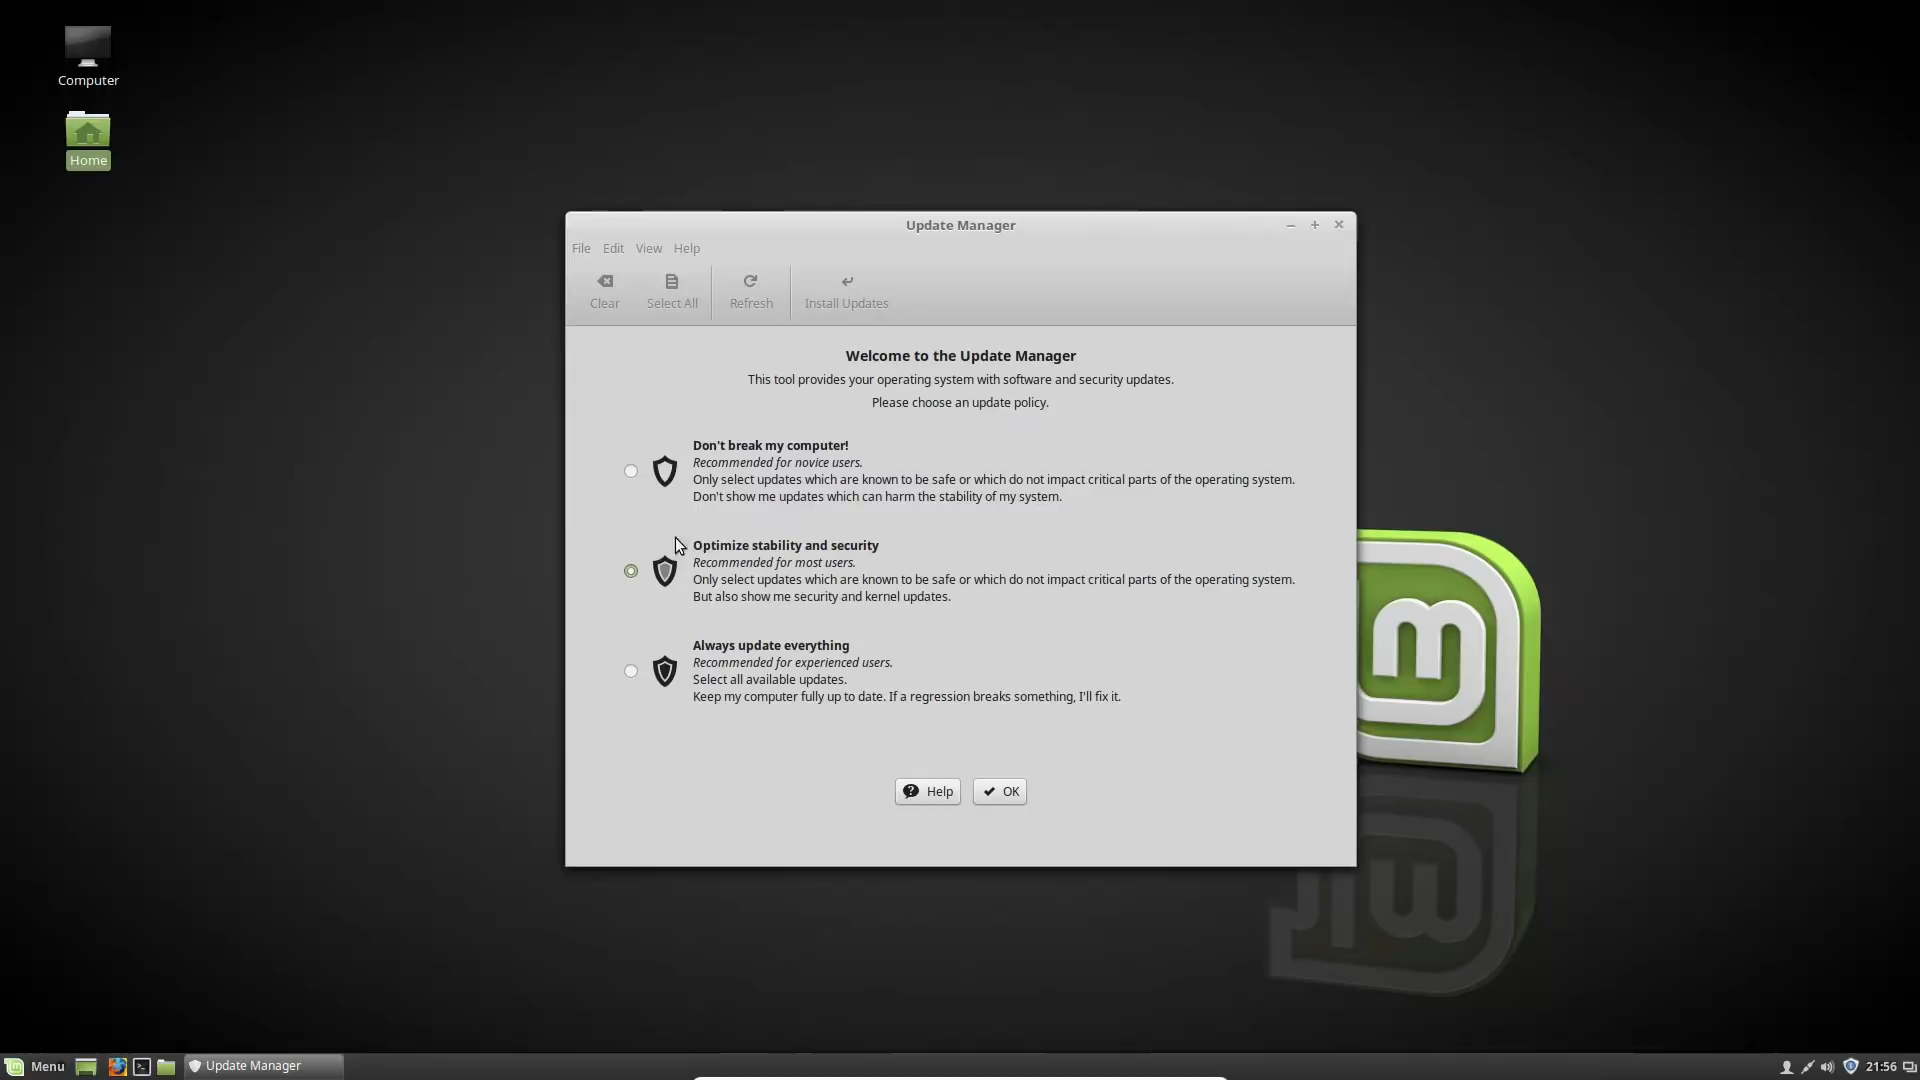 Computer
Home
Update Manager
File Edit View Help
Clear Select All Refresh Install Updates
Welcome to the Update Manager
This tool provides your operating system with software and security updates.
Please choose an update policy.
Don't break my computer!
Recommended for novice users.
Only select updates which are known to be safe or which do not impact critical parts of the operating system.
Don't show me updates which can harm the stability of my system.
Optimize stability and security
Recommended for most users.
Only select updates which are known to be safe or which do not impact critical parts of the operating system.
But also show me security and kernel updates.
Always update everything
Recommended for experienced users.
Select all available updates.
Keep my computer fully up to date. If a regression breaks something, I'll fix it.
Help OK
Menu Update Manager 21:56